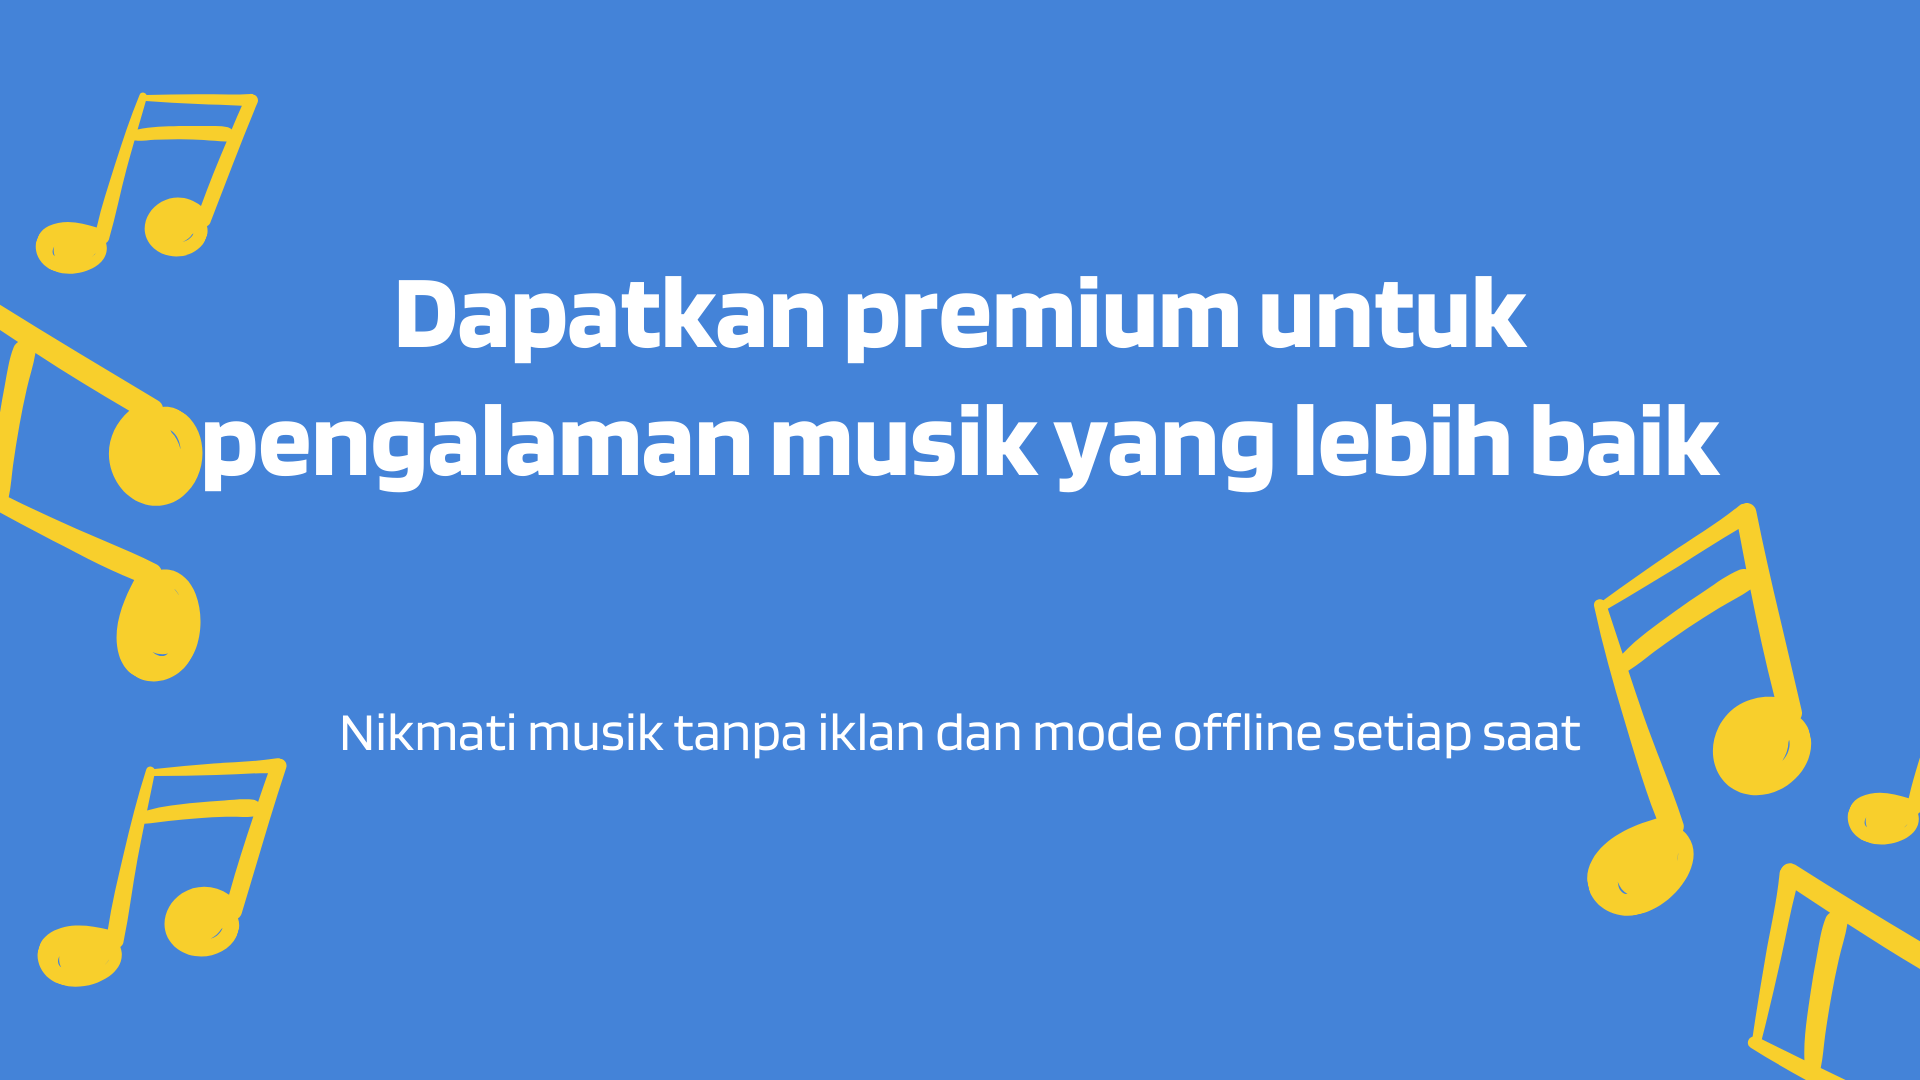 Dapatkan premium untuk
pengalaman musik yang lebih baik
Nikmati musik tanpa iklan dan mode offline setiap saat